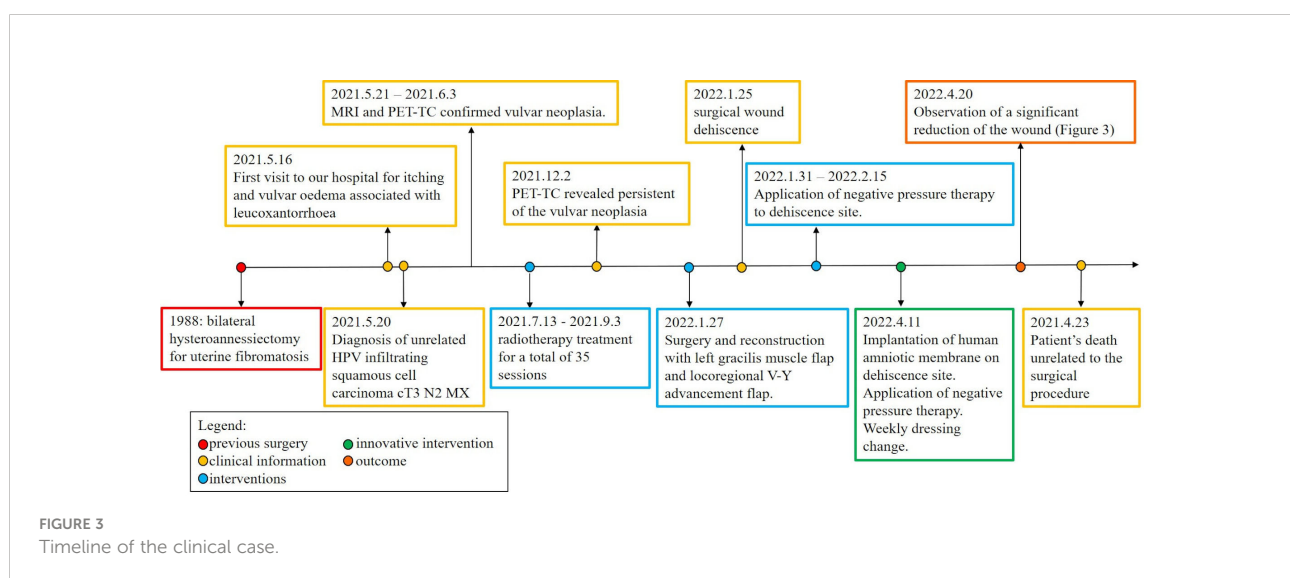 2021.5.21 – 2021.6.3
MRI and PET-TC confirmed vulvar neoplasia.
2022.1.25
surgical wound
dehiscence
2022.4.20
Observation of a significant
reduction of the wound (Figure 3)
2021.5.16
First visit to our hospital for itching
and vulvar oedema associated with
leucoxantorrhoea
2021.12.2
PET-TC revealed persistent
of the vulvar neoplasia
2022.1.31 – 2022.2.15
Application of negative pressure therapy
to dehiscence site.
1988: bilateral
hysteroannessiectomy
for uterine fibromatosis
2021.5.20
Diagnosis of unrelated
HPV infiltrating
squamous cell
carcinoma cT3 N2 MX
2021.7.13 - 2021.9.3
radiotherapy treatment
for a total of 35
sessions
2022.1.27
Surgery and reconstruction
with left gracilis muscle flap
and locoregional V-Y
advancement flap.
2022.4.11
Implantation of human
amniotic membrane on
dehiscence site.
Application of negative
pressure therapy.
Weekly dressing
change.
2021.4.23
Patient's death
unrelated to the
surgical procedure
Legend:
previous surgery
innovative intervention
clinical information
outcome
interventions
FIGURE 3
Timeline of the clinical case.